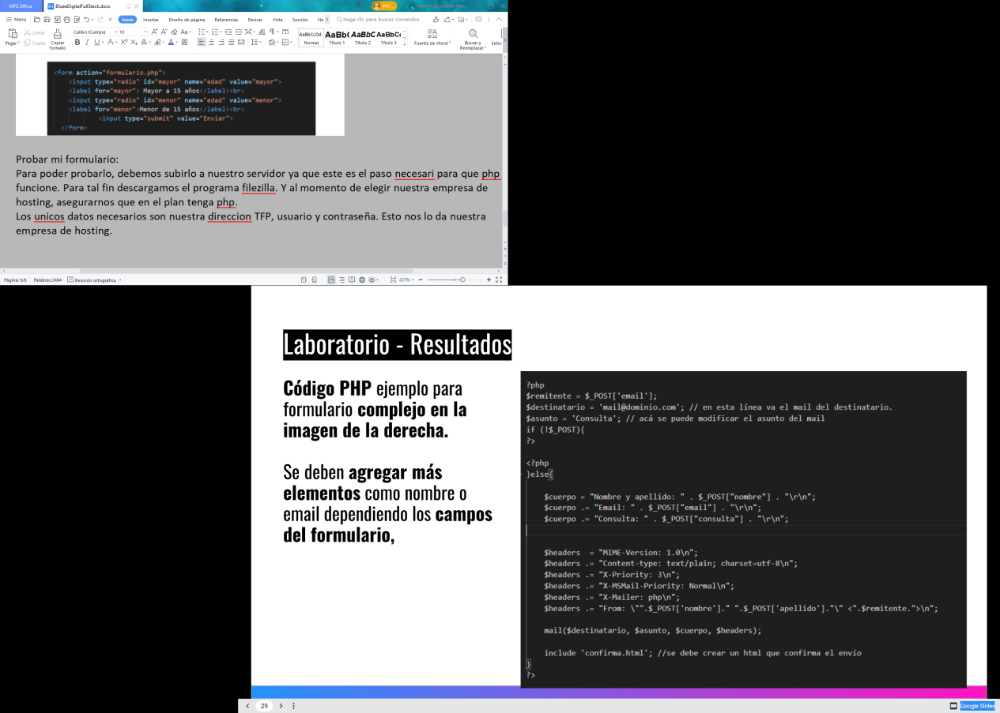 WPS Office
BlueeDigitalFullStack.docx
Menú
Inicio
Insertar
Diseño de página
Referencias
Revisar
Vista
Sección
He
Haga clic para buscar comandos
Pegar
Cortar
Copiar
Copiar
formato
Calibri (Cuerpo)
10
AaBbCcDd
Normal
AaBb(
Título 1
AaBbC
Título 2
AaBbC(
Título 3
Fuente de Word
Buscar y
Reemplazar
Selec
<form action="formulario.php">
<input type="radio" id="mayor" name="edad" value="mayor">
<label for="mayor"> Mayor a 15 años</label><br>
<input type="radio" id="menor" name="edad" value="menor">
<label for="menor">Menor de 15 años</label><br>
<input type="submit" value="Enviar">
</form>
Probar mi formulario:
Para poder probarlo, debemos subirlo a nuestro servidor ya que este es el paso necesari para que php
funcione. Para tal fin descargamos el programa filezilla. Y al momento de elegir nuestra empresa de
hosting, asegurarnos que en el plan tenga php.
Los unicos datos necesarios son nuestra direccion TFP, usuario y contraseña. Esto nos lo da nuestra
empresa de hosting.
Página: 6/6 Palabras:2484 Revisión ortográfica
221%
Laboratorio - Resultados
Código PHP ejemplo para
formulario complejo en la
imagen de la derecha.
Se deben agregar más
elementos como nombre o
email dependiendo los campos
del formulario,
?php
$remitente = $_POST['email'];
$destinatario = 'mail@dominio.com'; // en esta línea va el mail del destinatario.
$asunto = 'Consulta'; // acá se puede modificar el asunto del mail
if (!$_POST){
?>
<?php
}else{
$cuerpo = "Nombre y apellido: " . $_POST["nombre"] . "\r\n";
$cuerpo .= "Email: " . $_POST["email"] . "\r\n";
$cuerpo .= "Consulta: " . $_POST["consulta"] . "\r\n";
$headers  = "MIME-Version: 1.0\n";
$headers .= "Content-type: text/plain; charset=utf-8\n";
$headers .= "X-Priority: 3\n";
$headers .= "X-MSMail-Priority: Normal\n";
$headers .= "X-Mailer: php\n";
$headers .= "From: \"".$_POST['nombre']." ".$_POST['apellido']."\" <".$remitente.">\n";
mail($destinatario, $asunto, $cuerpo, $headers);
include 'confirma.html'; //se debe crear un html que confirma el envío
}
?>
29
Google Slides